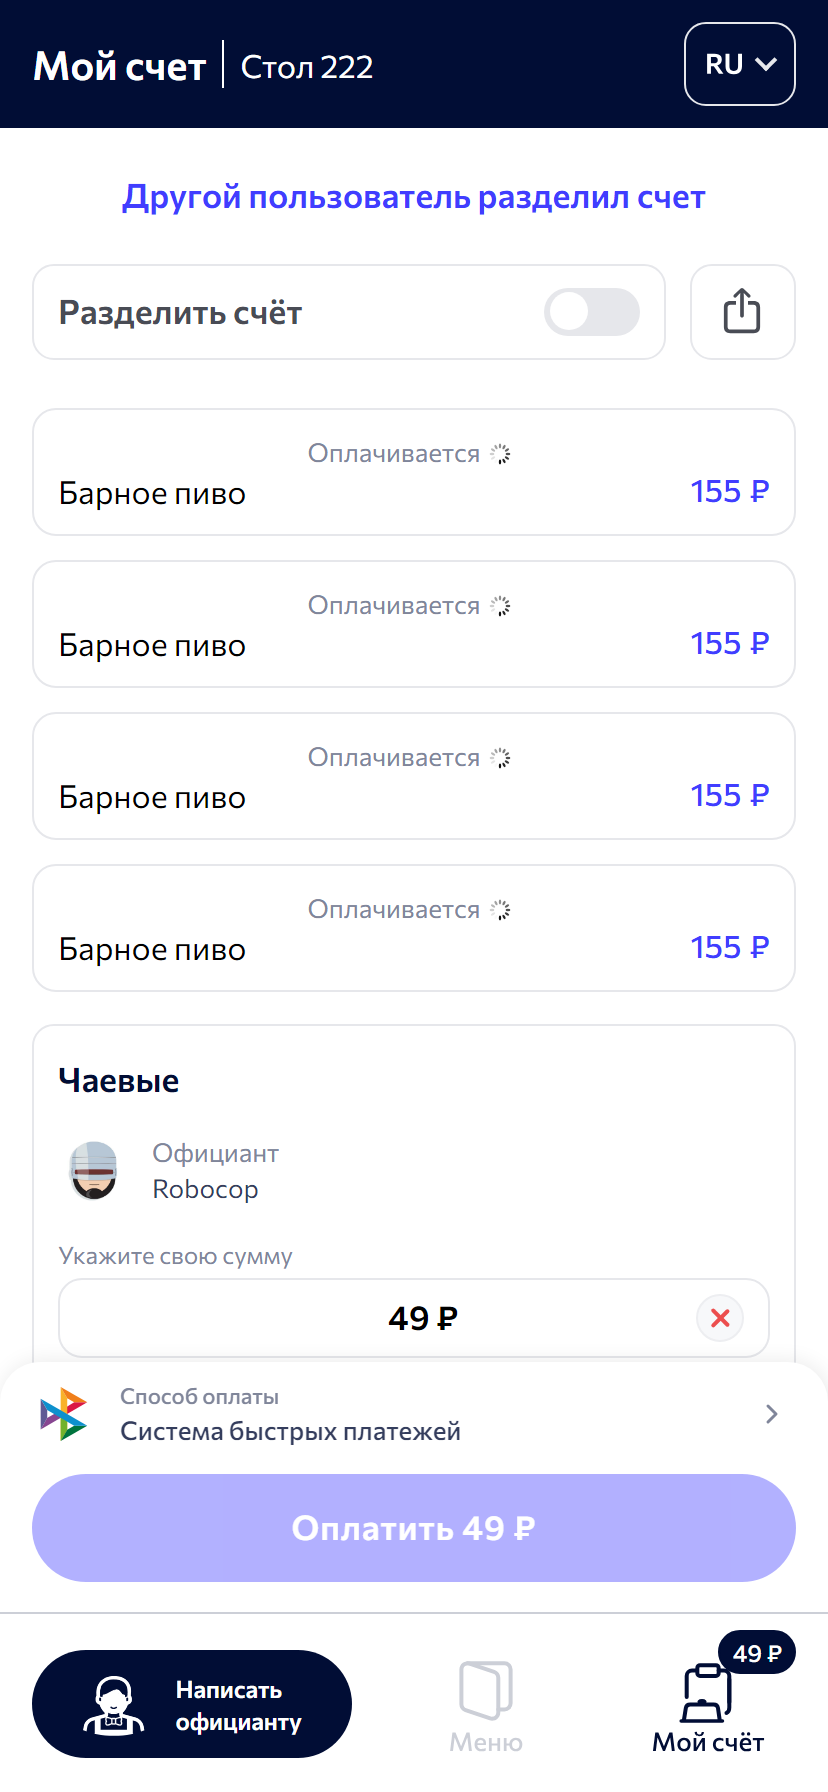 Мой счет
Стол 222
RU
Другой пользователь разделил счет
Разделить счёт
Оплачивается
Барное пиво
155 ₽
Оплачивается
Барное пиво
155 ₽
Оплачивается
Барное пиво
155 ₽
Оплачивается
Барное пиво
155 ₽
Чаевые
Официант
Robocop
Укажите свою сумму
49 ₽
Способ оплаты
Система быстрых платежей
Оплатить 49 ₽
Написать
официанту
Меню
49 ₽
Мой счёт